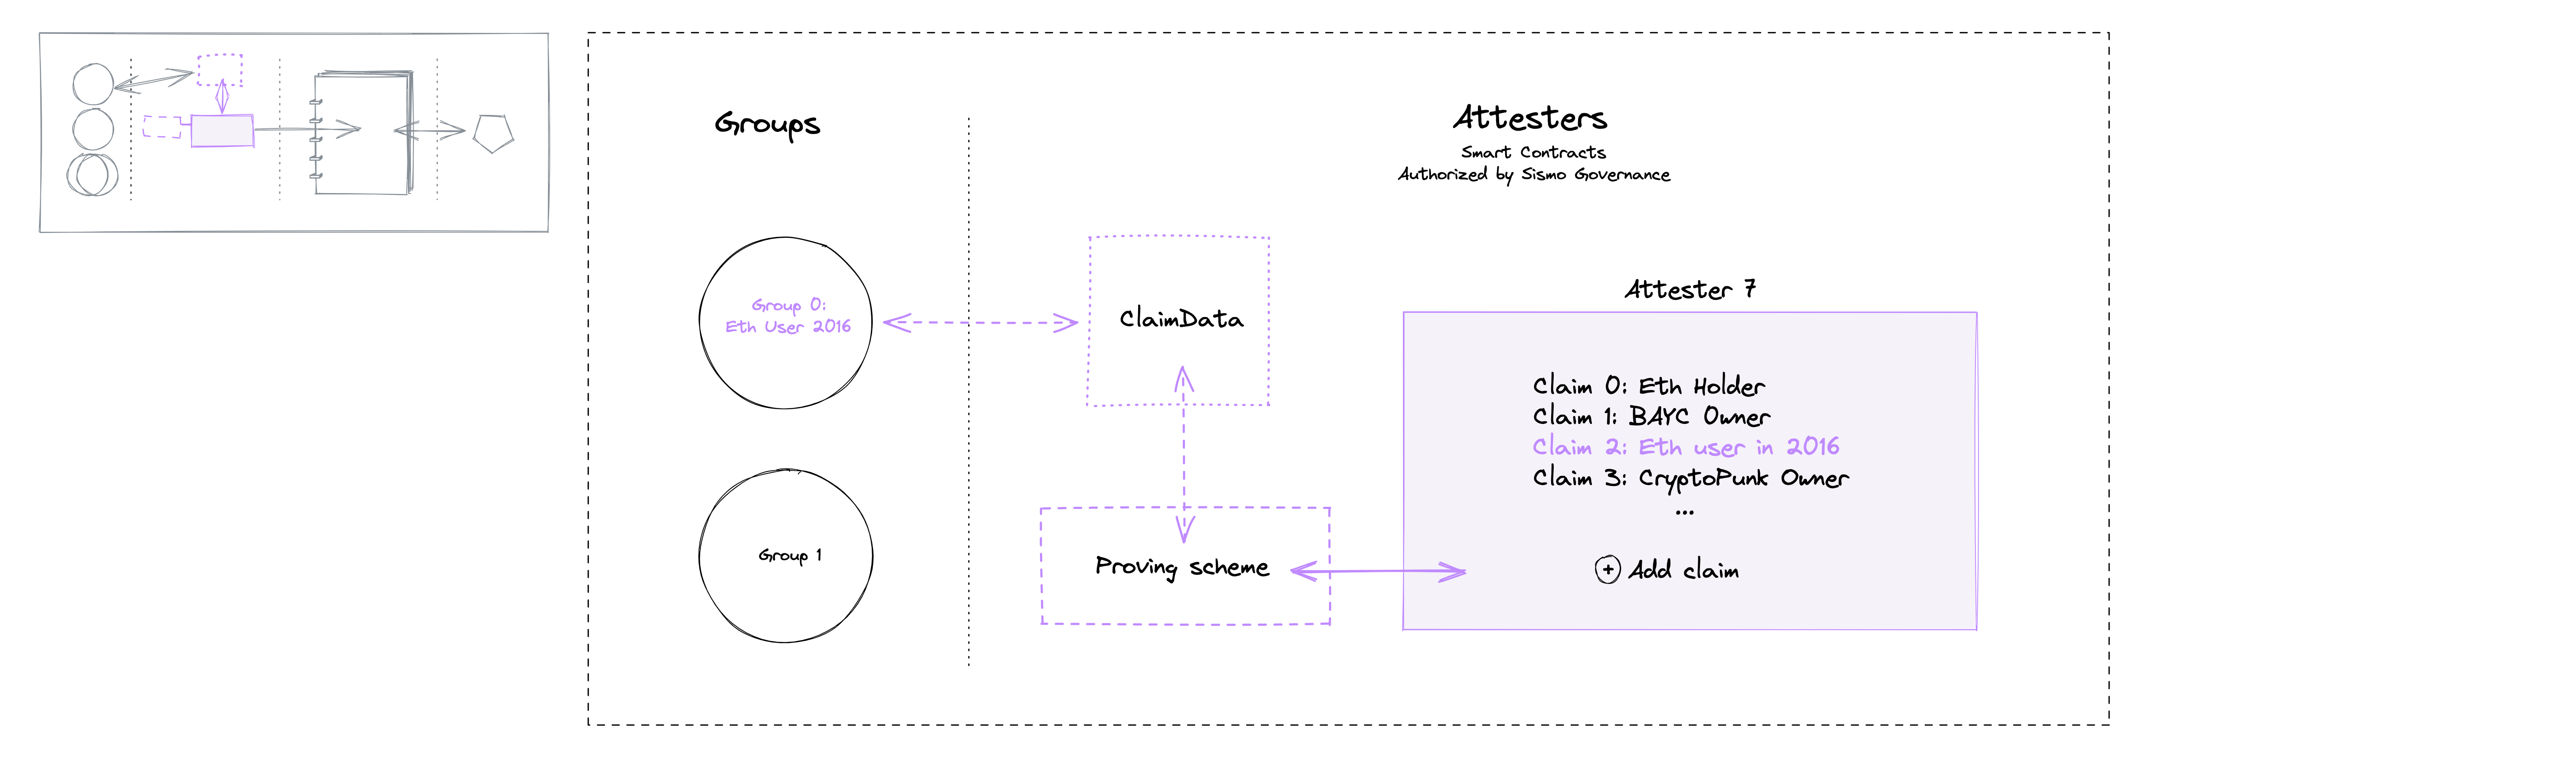 Groups
Attesters
Smart Contracts
Authorized by Sismo Governance
Group 0:
Eth User 2016
ClaimData
Attester 7
Claim 0: Eth Holder
Claim 1: BAYC Owner
Claim 2: Eth user in 2016
Claim 3: CryptoPunk Owner
...
Group 1
Proving scheme
+ Add claim